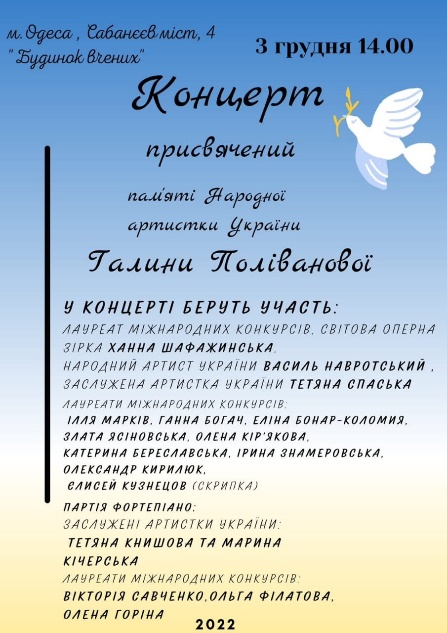 м. Одеса , Сабанєєв міст, 4
"Будинок вчених"
3 грудня 14.00
Концерт
присвячений
пам'яті Народної
артистки України
Галини Поліванової
У КОНЦЕРТІ БЕРУТЬ УЧАСТЬ:
ЛАУРЕАТ МІЖНАРОДНИХ КОНКУРСІВ, СВІТОВА ОПЕРНА
ЗІРКА ХАННА ШАФАЖИНСЬКА,
НАРОДНИЙ АРТИСТ УКРАЇНИ ВАСИЛЬ НАВРОТСЬКИЙ ,
ЗАСЛУЖЕНА АРТИСТКА УКРАЇНИ ТЕТЯНА СПАСЬКА
ЛАУРЕАТИ МІЖНАРОДНИХ КОНКУРСІВ:
ІЛЛЯ МАРКІВ, ГАННА БОГАЧ, ЕЛІНА БОНАР-КОЛОМИЯ,
ЗЛАТА ЯСІНОВСЬКА, ОЛЕНА КІР'ЯКОВА,
КАТЕРИНА БЕРЕСЛАВСЬКА, ІРИНА ЗНАМЕРОВСЬКА,
ОЛЕКСАНДР КИРИЛЮК,
ЄЛИСЕЙ КУЗНЕЦОВ (СКРИПКА)
ПАРТІЯ ФОРТЕПІАНО:
ЗАСЛУЖЕНІ АРТИСТКИ УКРАЇНИ:
ТЕТЯНА КНИШОВА ТА МАРИНА
КІЧЕРСЬКА
ЛАУРЕАТИ МІЖНАРОДНИХ КОНКУРСІВ:
ВІКТОРІЯ САВЧЕНКО,ОЛЬГА ФІЛАТОВА,
ОЛЕНА ГОРІНА
2022